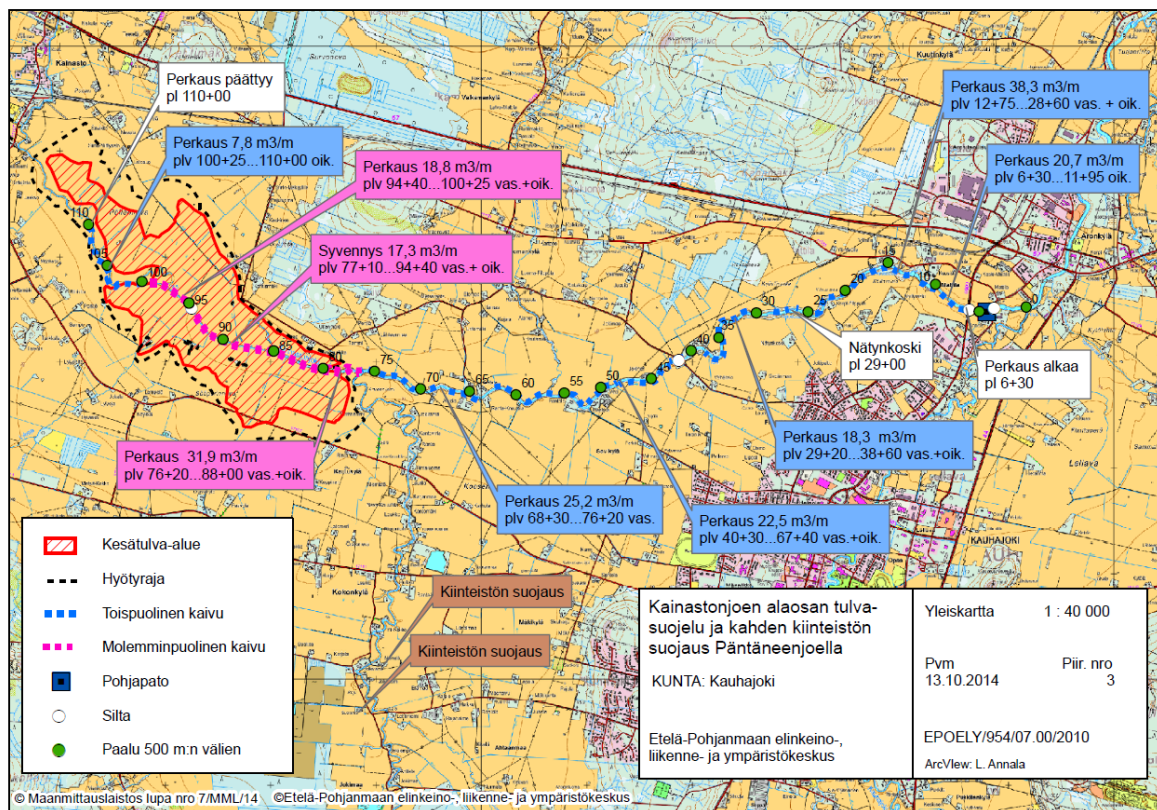 Kainasto
Perkaus päättyy
pl 110+00
Perkaus 7,8 m3/m
plv 100+25...110+00 oik.
Perkaus 18,8 m3/m
plv 94+40...100+25 vas.+oik.
Syvennys 17,3 m3/m
plv 77+10...94+40 vas.+ oik.
Kuutinkylä
Perkaus 38,3 m3/m
plv 12+75...28+60 vas. + oik.
Perkaus 20,7 m3/m
plv 6+30...11+95 oik.
Aronkylä
110
105
100
95
90
85
80
75
70
65
60
55
50
45
40
35
30
25
20
15
10
0
Nätynkoski
pl 29+00
Perkaus alkaa
pl 6+30
Perkaus 31,9 m3/m
plv 76+20...88+00 vas.+oik.
Perkaus 25,2 m3/m
plv 68+30...76+20 vas.
Perkaus 22,5 m3/m
plv 40+30...67+40 vas.+oik.
Perkaus 18,3 m3/m
plv 29+20...38+60 vas.+oik.
KAUHAJOKI
Kokonkylä
Mäkkylä
Kiinteistön suojaus
Kiinteistön suojaus
Kesätulva-alue
Hyötyraja
Toispuolinen kaivu
Molemminpuolinen kaivu
Pohjapato
Silta
Paalu 500 m:n välien
Kainastonjoen alaosan tulva-
suojelu ja kahden kiinteistön
suojaus Päntäneenjoella
KUNTA: Kauhajoki
Etelä-Pohjanmaan elinkeino-,
liikenne- ja ympäristökeskus
Yleiskartta 1 : 40 000
Pvm Piir. nro
13.10.2014 3
EPOELY/954/07.00/2010
ArcView: L. Annala
© Maanmittauslaistos lupa nro 7/MML/14 ©Etelä-Pohjanmaan elinkeino-, liikenne- ja ympäristökeskus